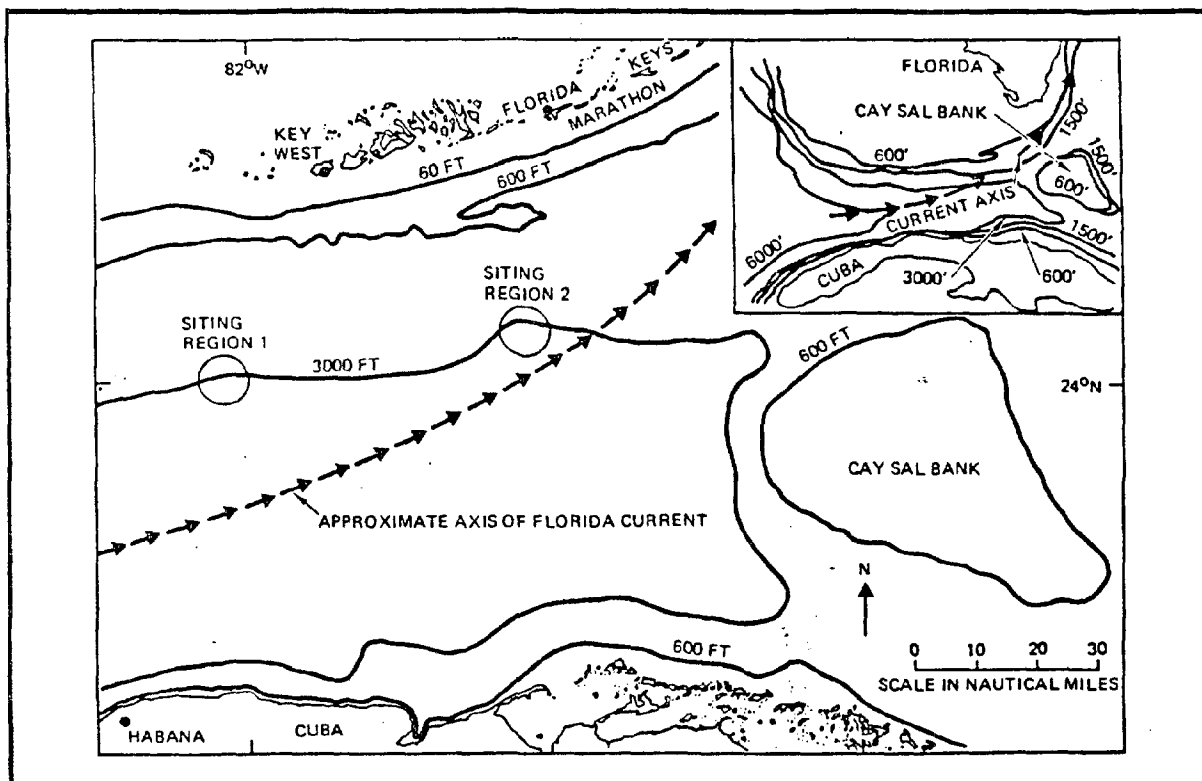 82°W
KEY
WEST
FLORIDA
KEYS
MARATHON
60 FT
600 FT
SITING
REGION 1
SITING
REGION 2
3000 FT
APPROXIMATE AXIS OF FLORIDA CURRENT
600 FT
24°N
CAY SAL BANK
N
0 10 20 30
SCALE IN NAUTICAL MILES
600 FT
HABANA
CUBA
FLORIDA
CAY SAL BANK
1500'
1500'
600'
600'
CURRENT AXIS
6000'
CUBA
3000'
600'
1500'